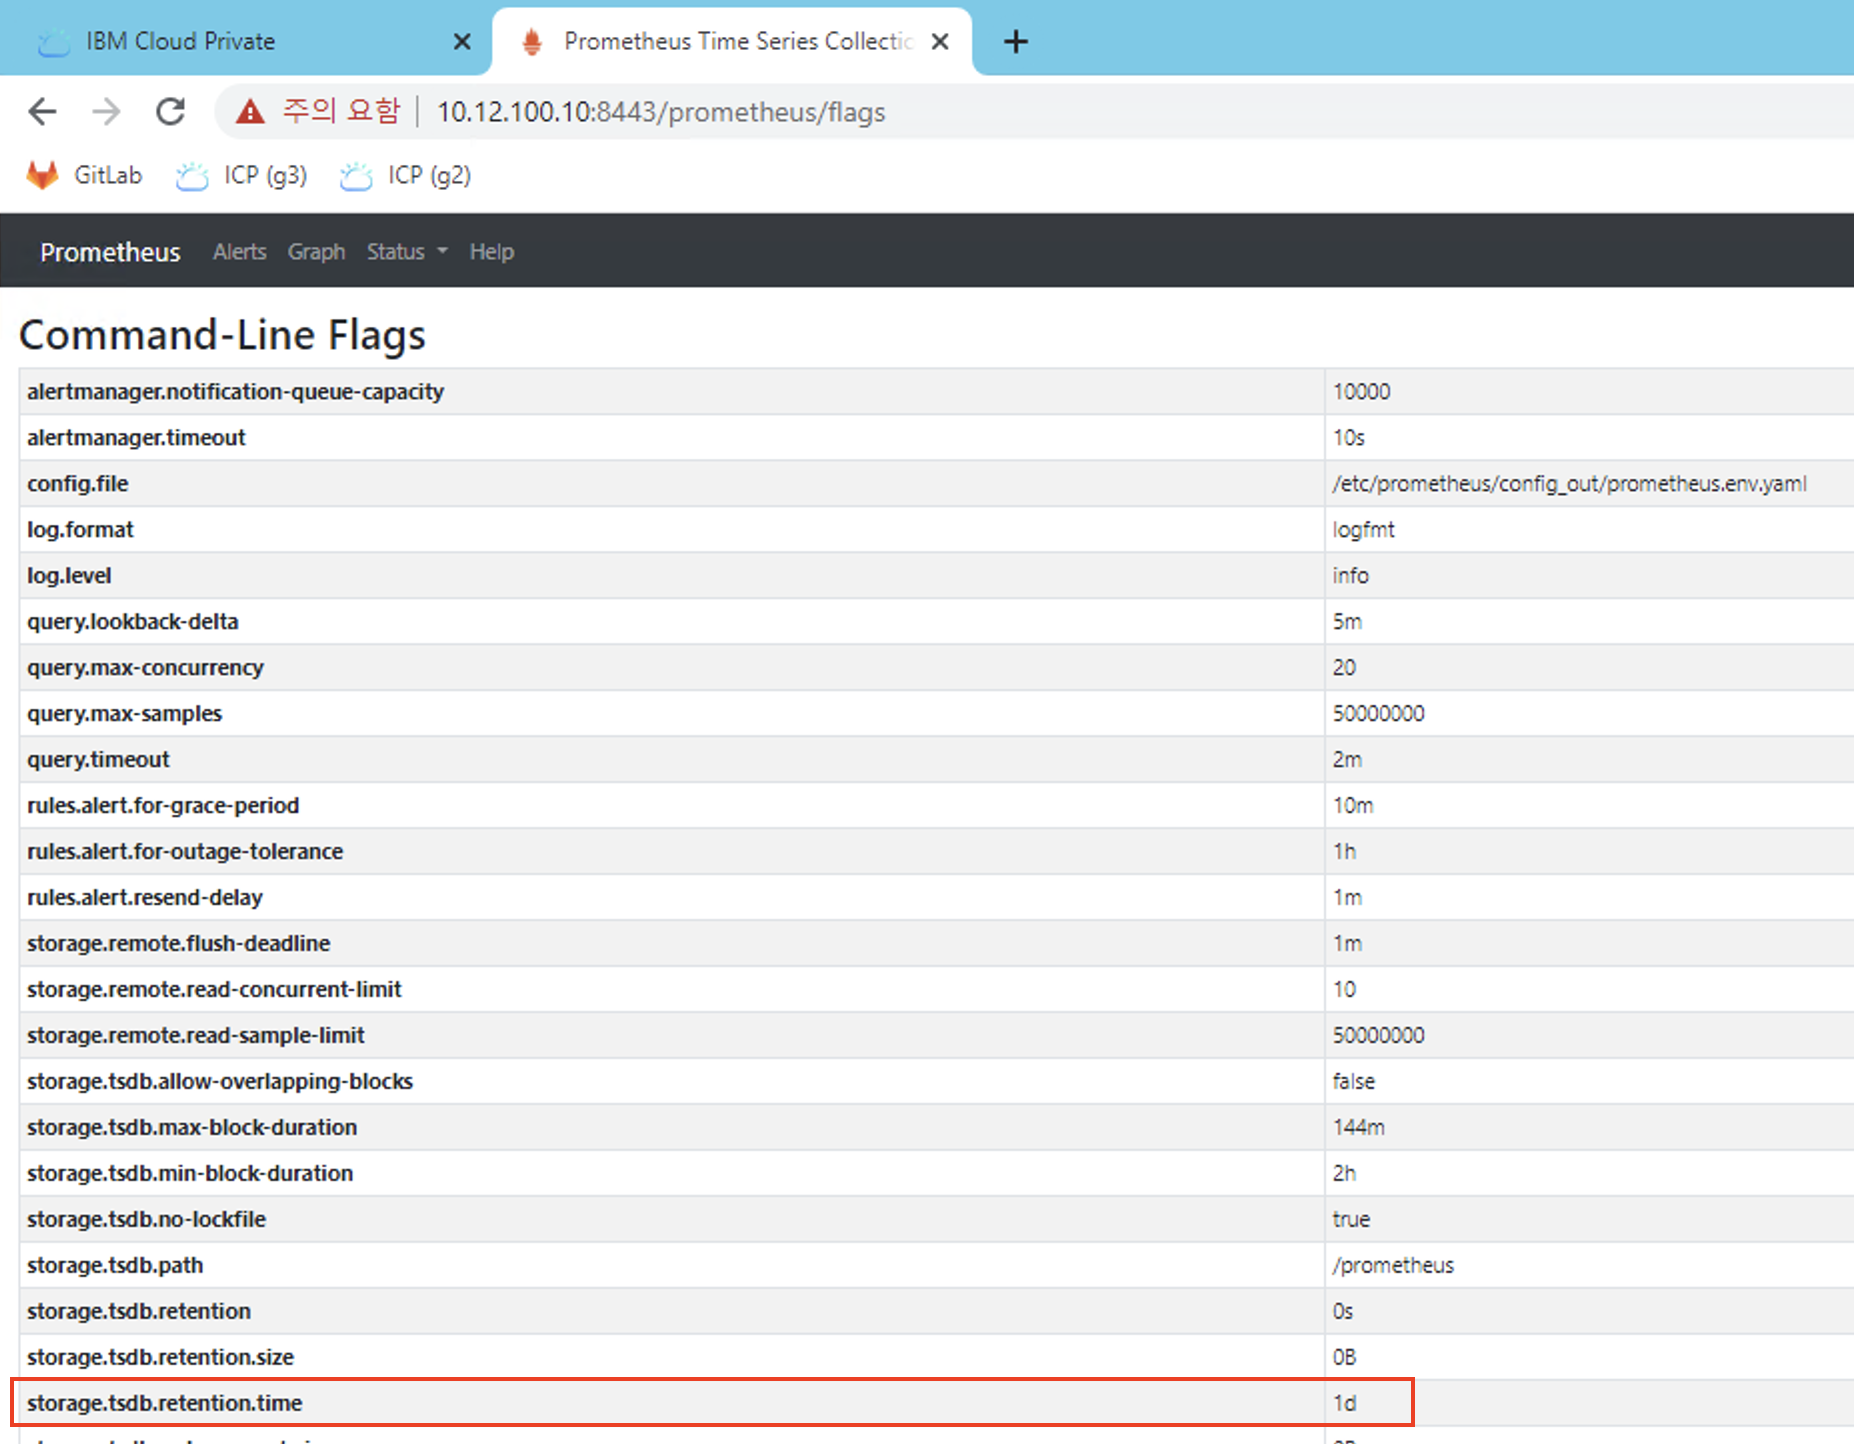 IBM Cloud Private
Prometheus Time Series Collectio
주의 요함 10.12.100.10:8443/prometheus/flags
GitLab ICP (g3) ICP (g2)
Prometheus Alerts Graph Status Help
Command-Line Flags
alertmanager.notification-queue-capacity 10000
alertmanager.timeout 10s
config.file /etc/prometheus/config_out/prometheus.env.yaml
log.format logfmt
log.level info
query.lookback-delta 5m
query.max-concurrency 20
query.max-samples 50000000
query.timeout 2m
rules.alert.for-grace-period 10m
rules.alert.for-outage-tolerance 1h
rules.alert.resend-delay 1m
storage.remote.flush-deadline 1m
storage.remote.read-concurrent-limit 10
storage.remote.read-sample-limit 50000000
storage.tsdb.allow-overlapping-blocks false
storage.tsdb.max-block-duration 144m
storage.tsdb.min-block-duration 2h
storage.tsdb.no-lockfile true
storage.tsdb.path /prometheus
storage.tsdb.retention 0s
storage.tsdb.retention.size 0B
storage.tsdb.retention.time 1d